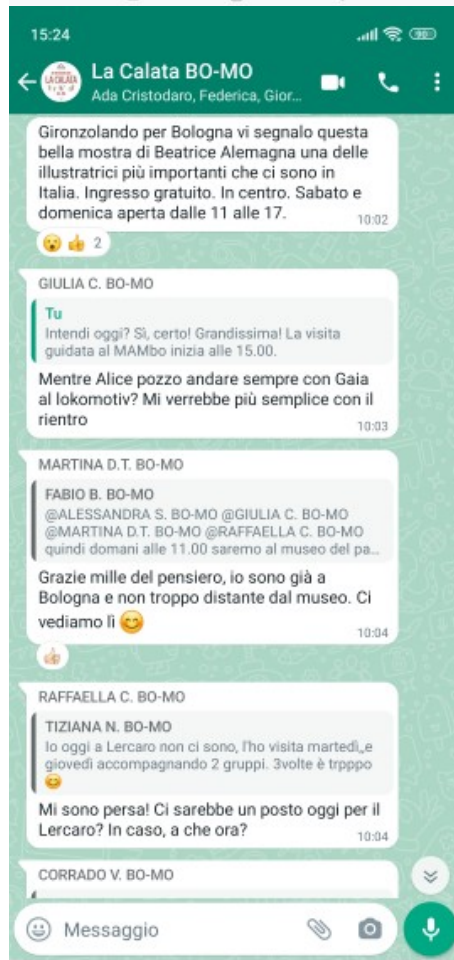 15:24
La Calata BO-MO
Ada Cristodaro, Federica, Gior...
Gironzolando per Bologna vi segnalo questa
bella mostra di Beatrice Alemagna una delle
illustratrici più importanti che ci sono in
Italia. Ingresso gratuito. In centro. Sabato e
domenica aperta dalle 11 alle 17.
10:02
2
GIULIA C. BO-MO
Tu
Intendi oggi? Sì, certo! Grandissima! La visita
guidata al MAMbo inizia alle 15.00.
Mentre Alice pozzo andare sempre con Gaia
al lokomotiv? Mi verrebbe più semplice con il
rientro
10:03
MARTINA D.T. BO-MO
FABIO B. BO-MO
@ALESSANDRA S. BO-MO @GIULIA C. BO-MO
@MARTINA D.T. BO-MO @RAFFAELLA C. BO-MO
quindi domani alle 11.00 saremo al museo del pa...
Grazie mille del pensiero, io sono già a
Bologna e non troppo distante dal museo. Ci
vediamo lì
10:04
RAFFAELLA C. BO-MO
TIZIANA N. BO-MO
Io oggi a Lercaro non ci sono, l'ho visita martedì,,e
giovedì accompagnando 2 gruppi. 3volte è trpppo
Mi sono persa! Ci sarebbe un posto oggi per il
Lercaro? In caso, a che ora?
10:04
CORRADO V. BO-MO
Messaggio